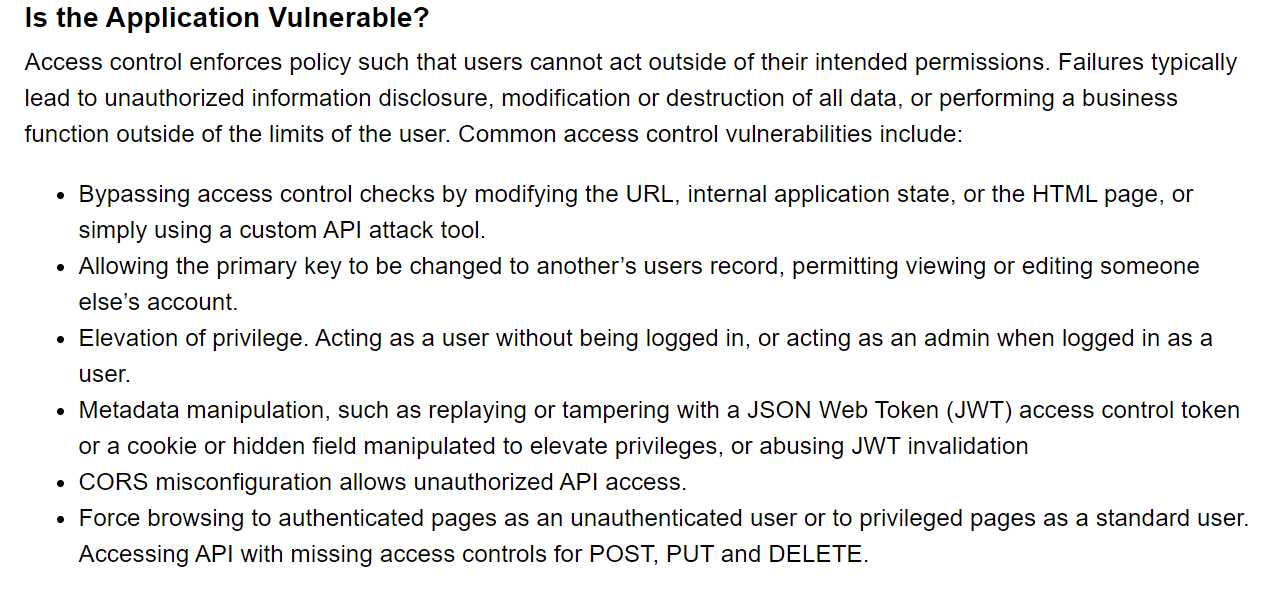 Is the Application Vulnerable?
Access control enforces policy such that users cannot act outside of their intended permissions. Failures typically
lead to unauthorized information disclosure, modification or destruction of all data, or performing a business
function outside of the limits of the user. Common access control vulnerabilities include:
• Bypassing access control checks by modifying the URL, internal application state, or the HTML page, or
simply using a custom API attack tool.
• Allowing the primary key to be changed to another’s users record, permitting viewing or editing someone
else’s account.
• Elevation of privilege. Acting as a user without being logged in, or acting as an admin when logged in as a
user.
• Metadata manipulation, such as replaying or tampering with a JSON Web Token (JWT) access control token
or a cookie or hidden field manipulated to elevate privileges, or abusing JWT invalidation
• CORS misconfiguration allows unauthorized API access.
• Force browsing to authenticated pages as an unauthenticated user or to privileged pages as a standard user.
Accessing API with missing access controls for POST, PUT and DELETE.